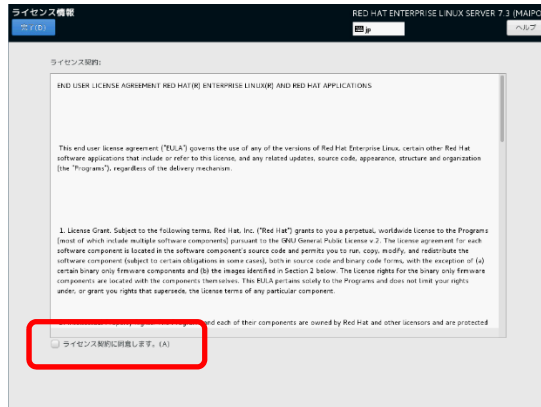 ライセンス情報
RED HAT ENTERPRISE LINUX SERVER 7.3 (MAIPO
完了(D)
jp
ヘルプ
ライセンス契約:
END USER LICENSE AGREEMENT RED HAT(R) ENTERPRISE LINUX(R) AND RED HAT APPLICATIONS
This end user license agreement ("EULA") governs the use of any of the versions of Red Hat Enterprise Linux, certain other Red Hat
software applications that include or refer to this license, and any related updates, source code, appearance, structure and organization
(the "Programs"), regardless of the delivery mechanism.
1. License Grant. Subject to the following terms, Red Hat, Inc. ("Red Hat") grants to you a perpetual, worldwide license to the Programs
(most of which include multiple software components) pursuant to the GNU General Public License v.2. The license agreement for each
software component is located in the software component's source code and permits you to run, copy, modify, and redistribute the
software component (subject to certain obligations in some cases), both in source code and binary code forms, with the exception of (a)
certain binary only firmware components and (b) the images identified in Section 2 below. The license rights for the binary only firmware
components are located with the components themselves. This EULA pertains solely to the Programs and does not limit your rights
under, or grant you rights that supersede, the license terms of any particular component.
and each of their components are owned by Red Hat and other licensors and are protected
ライセンス契約に同意します。(A)